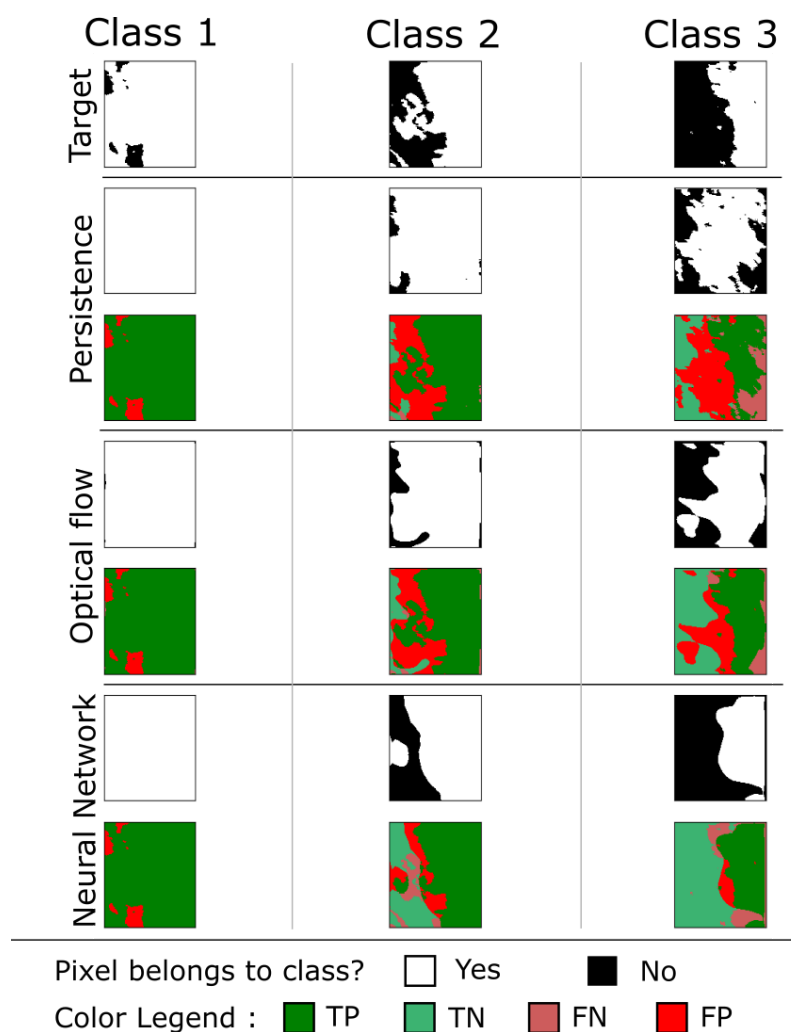 Class 1 Class 2 Class 3
Target
Persistence
Optical flow
Neural Network
Pixel belongs to class? Yes No
Color Legend : TP TN FN FP